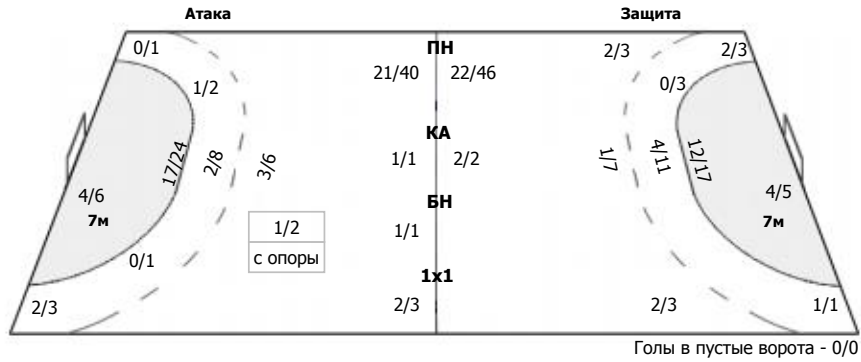 Атака Защита
0/1 ПН 2/3 2/3
21/40 22/46
1/2 0/3
КА
17/24 2/8 3/6 1/1 2/2 1/7 4/11 12/17
4/6 БН 4/5
7м 7м
1/2 1/1
с опоры
0/1
1x1
2/3 2/3 2/3 1/1
Голы в пустые ворота - 0/0